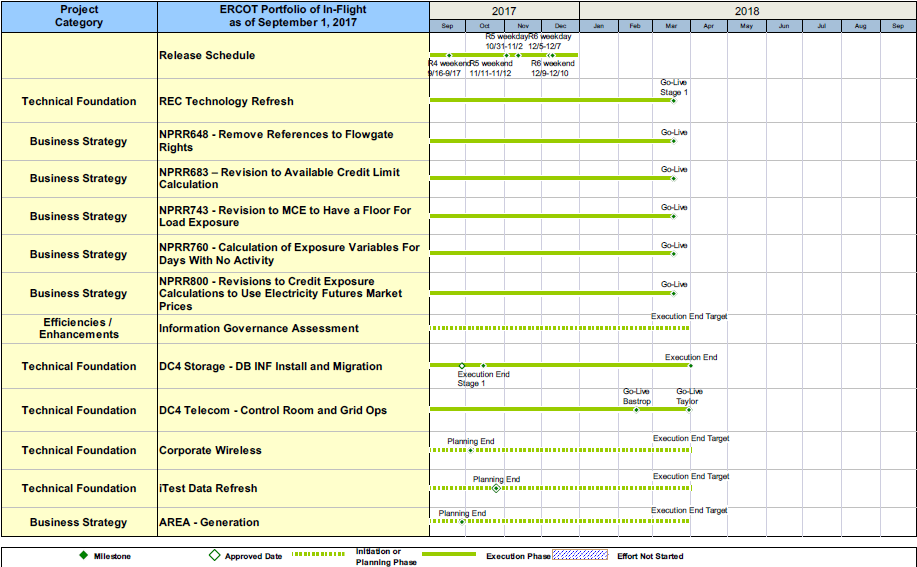 Project
Category
ERCOT Portfolio of In-Flight
as of September 1, 2017
2017
2018
Sep Oct Nov Dec Jan Feb Mar Apr May Jun Jul Aug Sep
R5 weekday R6 weekday
10/31-11/2 12/5-12/7
Release Schedule
R4 weekend R5 weekend R6 weekend
9/16-9/17 11/11-11/12 12/9-12/10
Go-Live
Stage 1
Technical Foundation
REC Technology Refresh
Go-Live
Business Strategy
NPRR648 - Remove References to Flowgate
Rights
Go-Live
Business Strategy
NPRR683 – Revision to Available Credit Limit
Calculation
Go-Live
Business Strategy
NPRR743 - Revision to MCE to Have a Floor For
Load Exposure
Go-Live
Business Strategy
NPRR760 - Calculation of Exposure Variables For
Days With No Activity
Go-Live
Business Strategy
NPRR800 - Revisions to Credit Exposure
Calculations to Use Electricity Futures Market
Prices
Go-Live
Efficiencies /
Enhancements
Information Governance Assessment
Execution End Target
Technical Foundation
DC4 Storage - DB INF Install and Migration
Execution End
Execution End
Stage 1
Technical Foundation
DC4 Telecom - Control Room and Grid Ops
Go-Live
Bastrop
Go-Live
Taylor
Technical Foundation
Corporate Wireless
Planning End
Execution End Target
Technical Foundation
iTest Data Refresh
Planning End
Execution End Target
Business Strategy
AREA - Generation
Planning End
Execution End Target
Milestone
Approved Date
Initiation or
Planning Phase
Execution Phase
Effort Not Started